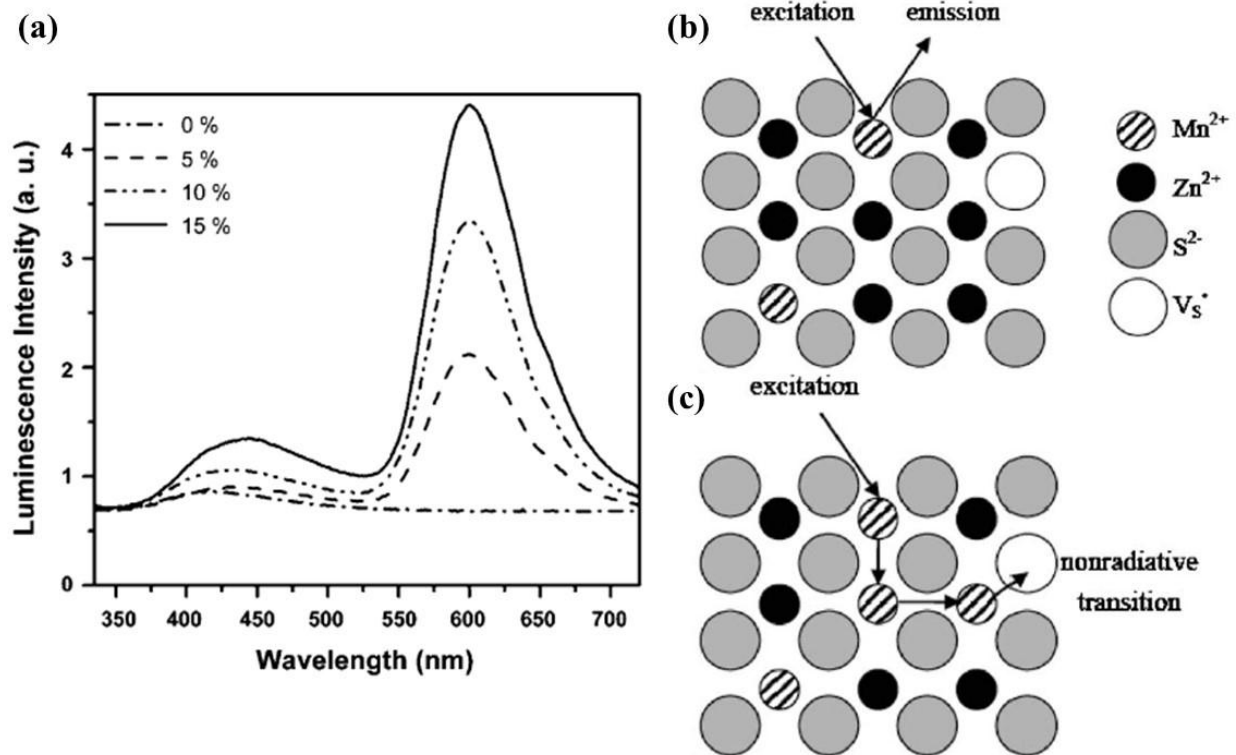 (a)
0 %
5 %
10 %
15 %
4
3
2
1
0
Luminescence Intensity (a. u.)
350 400 450 500 550 600 650 700
Wavelength (nm)
(b)
excitation emission
Mn²⁺
Zn²⁺
S²⁻
Vs•
(c)
excitation
nonradiative
transition